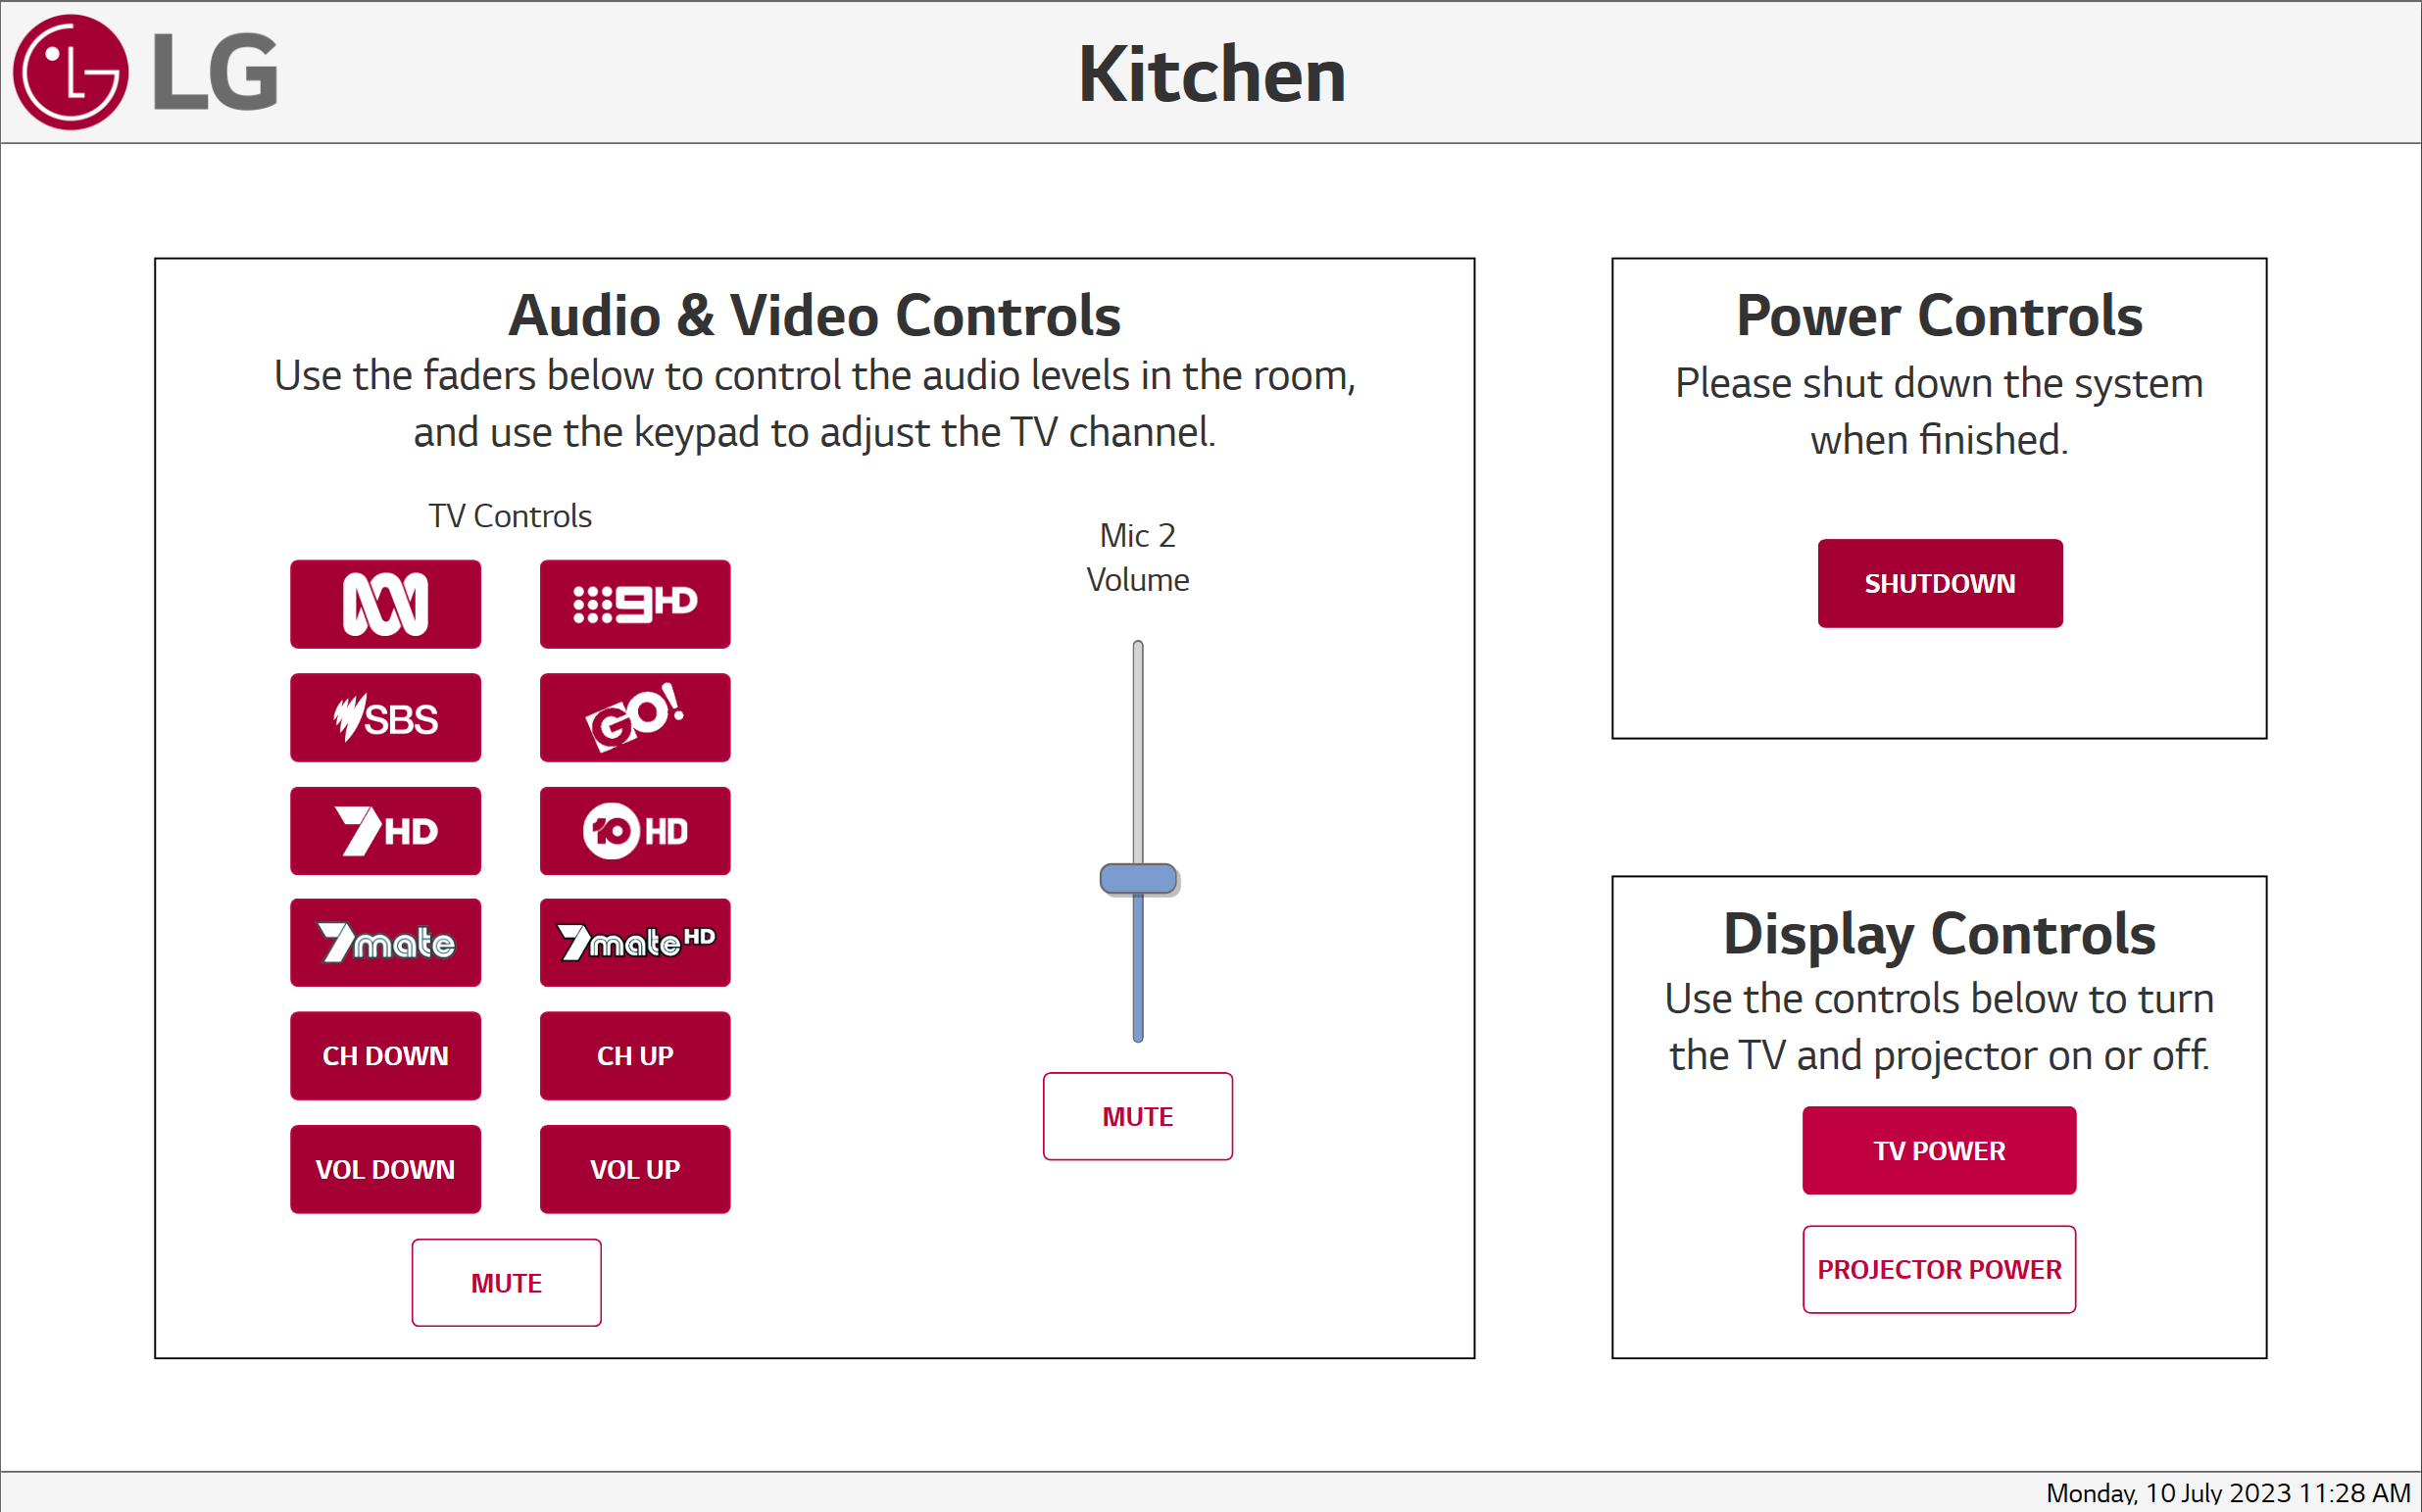 LG
Kitchen
Audio & Video Controls
Use the faders below to control the audio levels in the room,
and use the keypad to adjust the TV channel.
TV Controls
9HD
SBS
GO!
7HD
10 HD
7mate
7mate HD
CH DOWN
CH UP
VOL DOWN
VOL UP
MUTE
Mic 2
Volume
MUTE
Power Controls
Please shut down the system
when finished.
SHUTDOWN
Display Controls
Use the controls below to turn
the TV and projector on or off.
TV POWER
PROJECTOR POWER
Monday, 10 July 2023 11:28 AM